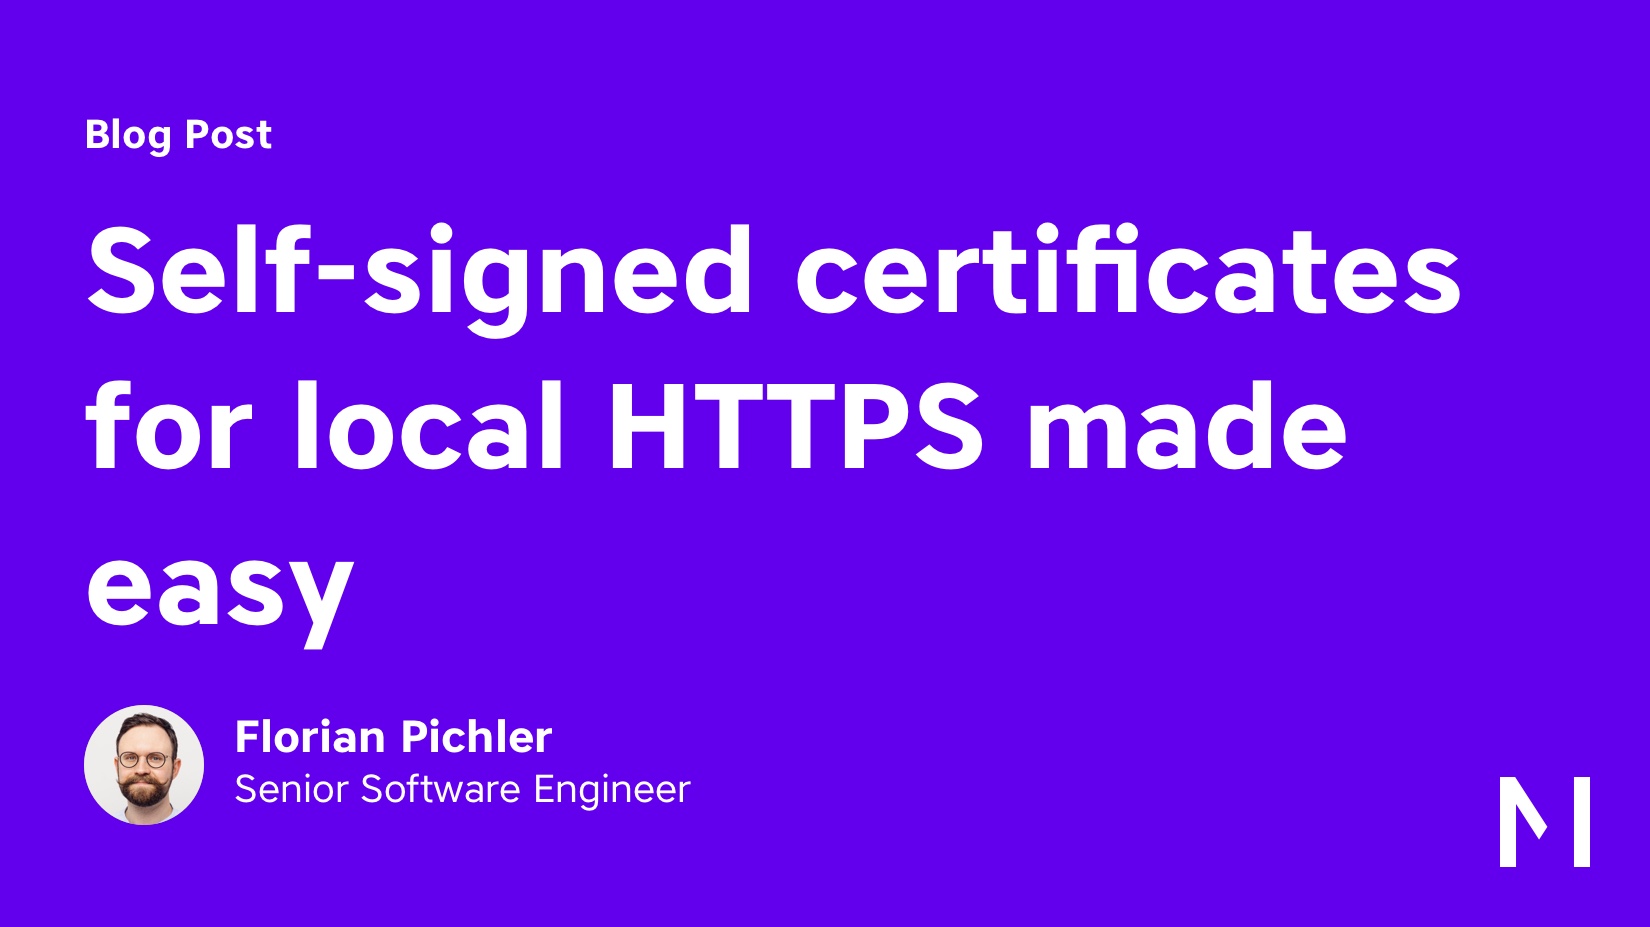 Blog Post
Self-signed certificates
for local HTTPS made
easy
Florian Pichler
Senior Software Engineer